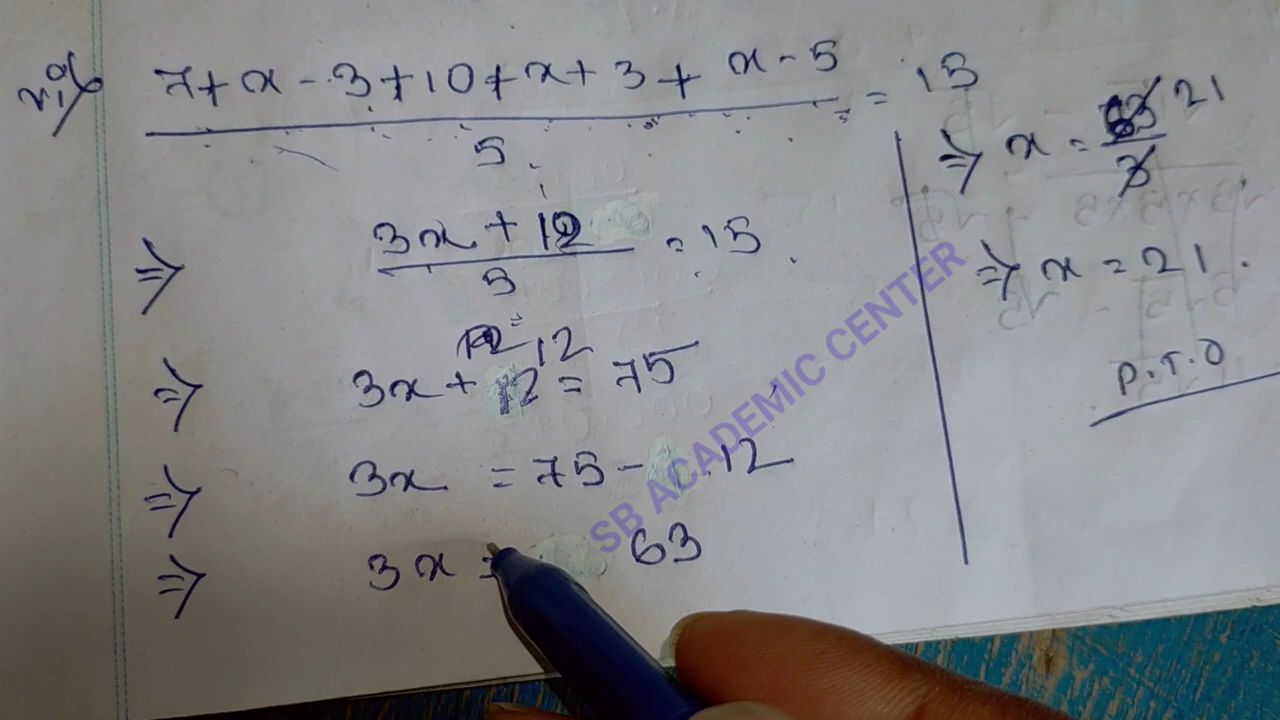 7 + x - 3 + 10 + x + 3 + x - 5 = 15
5
⇒ 3x + 12 = 15
5
12
⇒ 3x + 12 = 75
⇒ 3x = 75 - 12
⇒ 3x = 63
⇒ x = 63 21
3
⇒ x = 21.
P.T.O
SB ACADEMIC CENTER